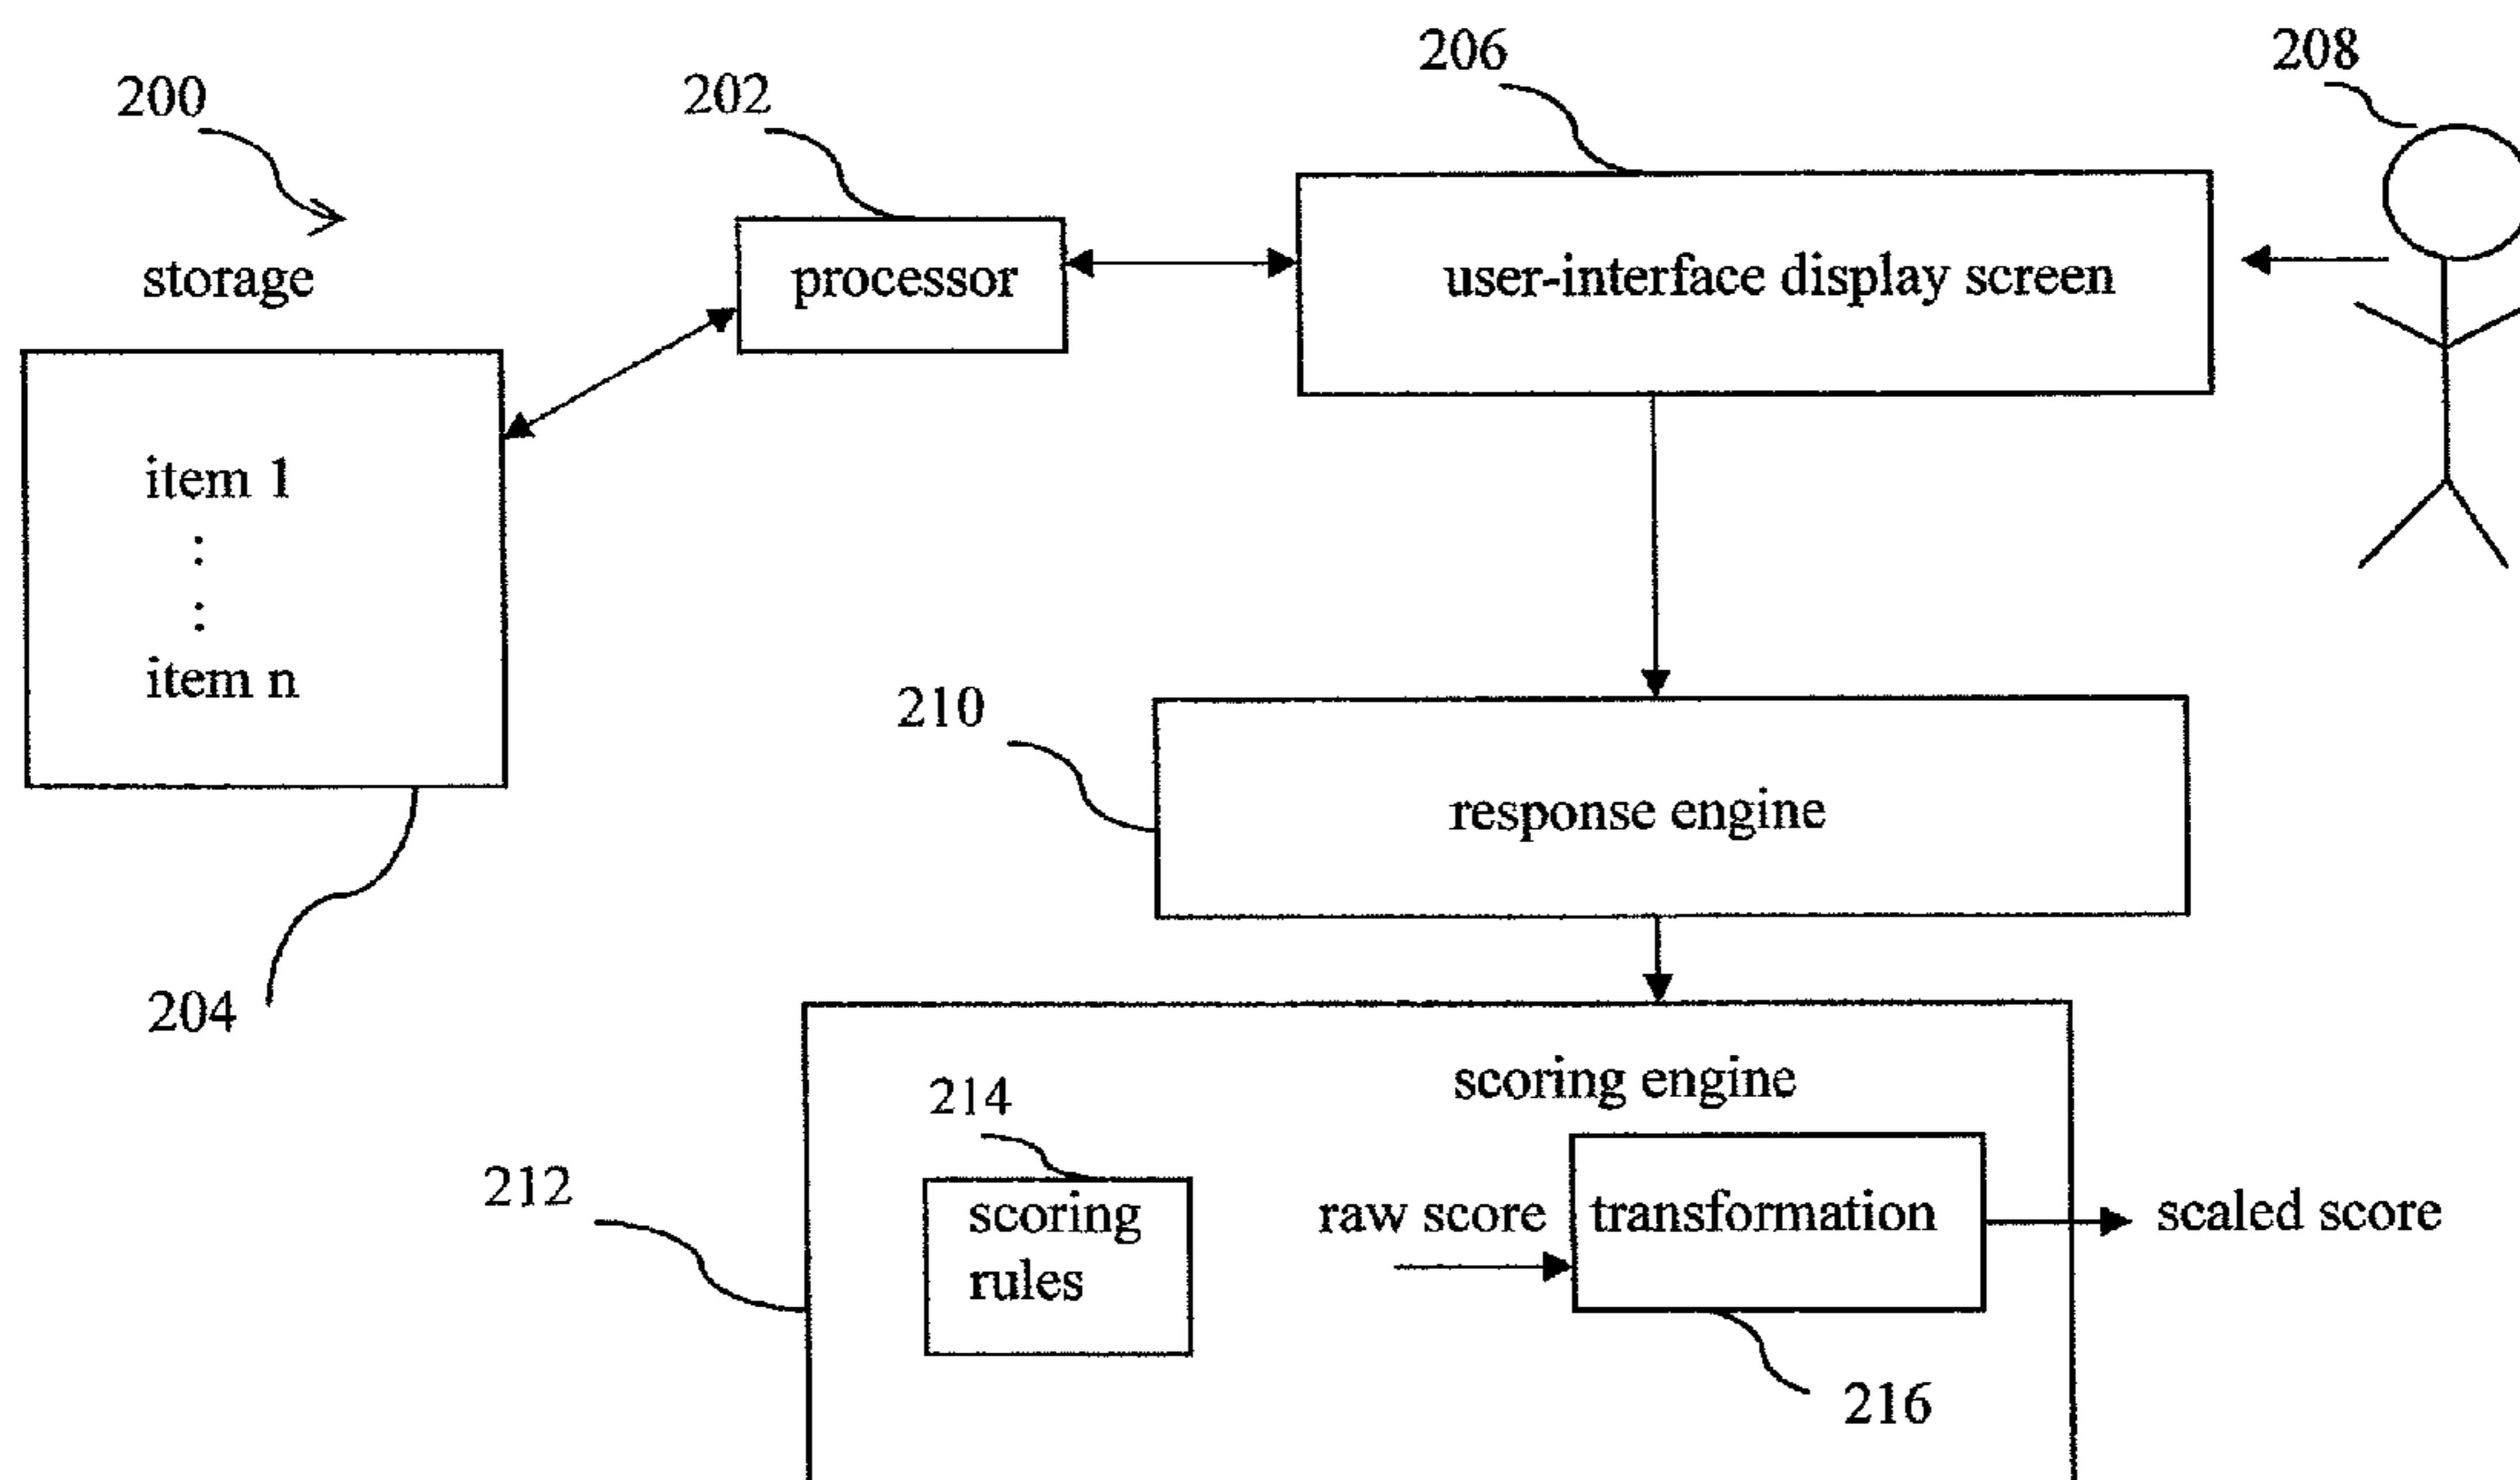 200
202
206
208
storage
processor
user-interface display screen
item 1
item n
210
response engine
204
scoring engine
214
212
scoring
rules
raw score
transformation
scaled score
216